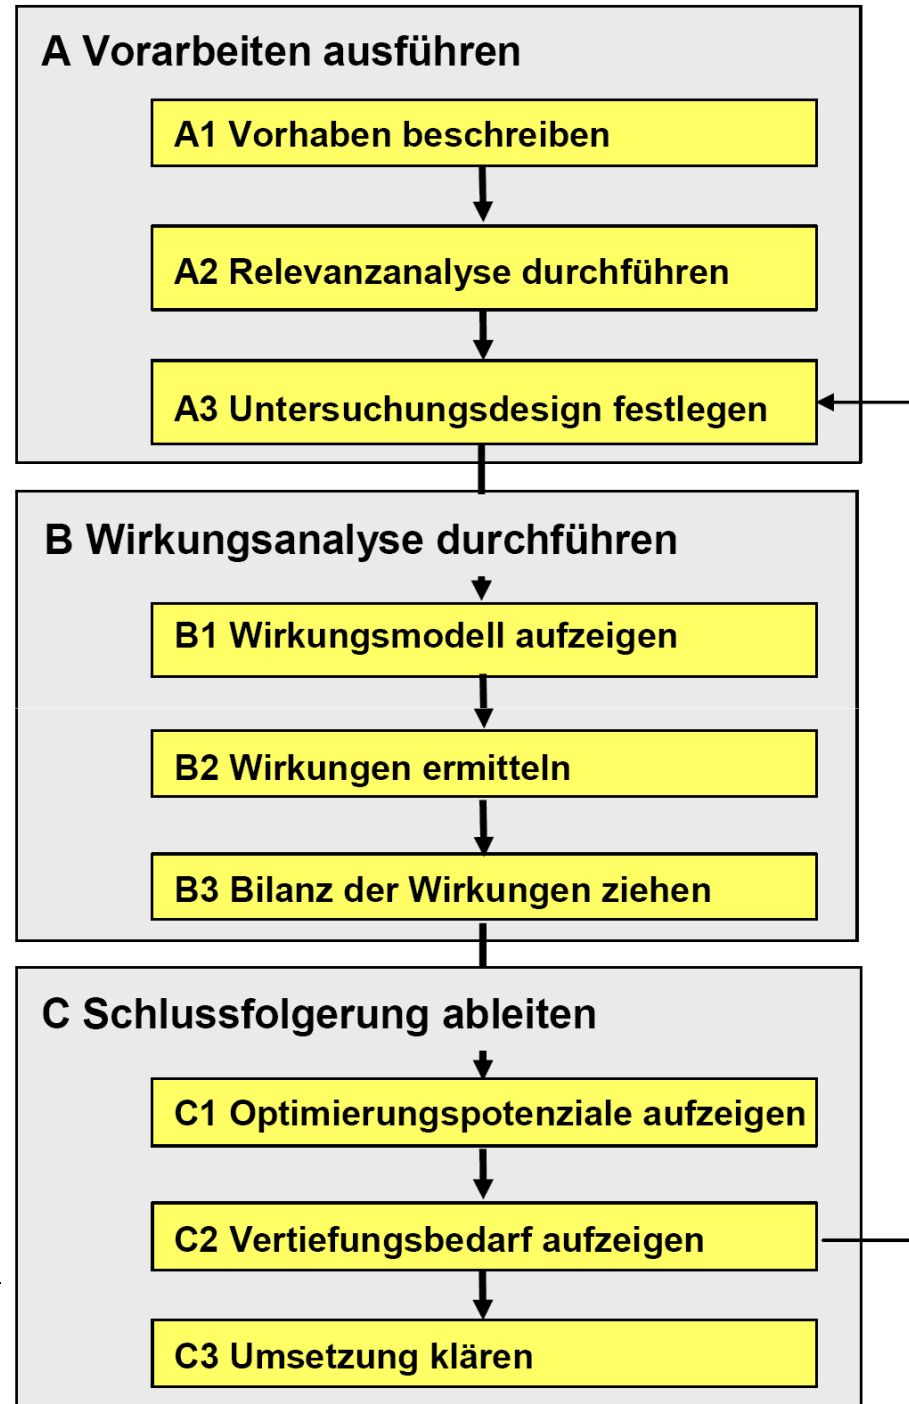 A Vorarbeiten ausführen
A1 Vorhaben beschreiben
A2 Relevanzanalyse durchführen
A3 Untersuchungsdesign festlegen
B Wirkungsanalyse durchführen
B1 Wirkungsmodell aufzeigen
B2 Wirkungen ermitteln
B3 Bilanz der Wirkungen ziehen
C Schlussfolgerung ableiten
C1 Optimierungspotenziale aufzeigen
C2 Vertiefungsbedarf aufzeigen
C3 Umsetzung klären